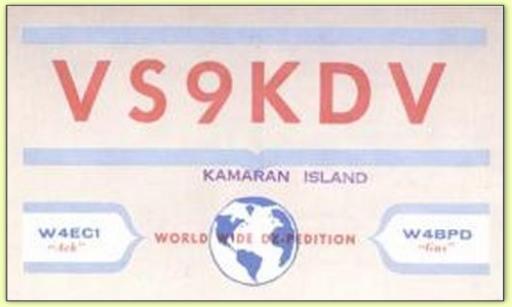 VS9KDV
KAMARAN ISLAND
W4ECI
"Ack"
WORLD WIDE DX-PEDITION
W4BPD
"Gus"